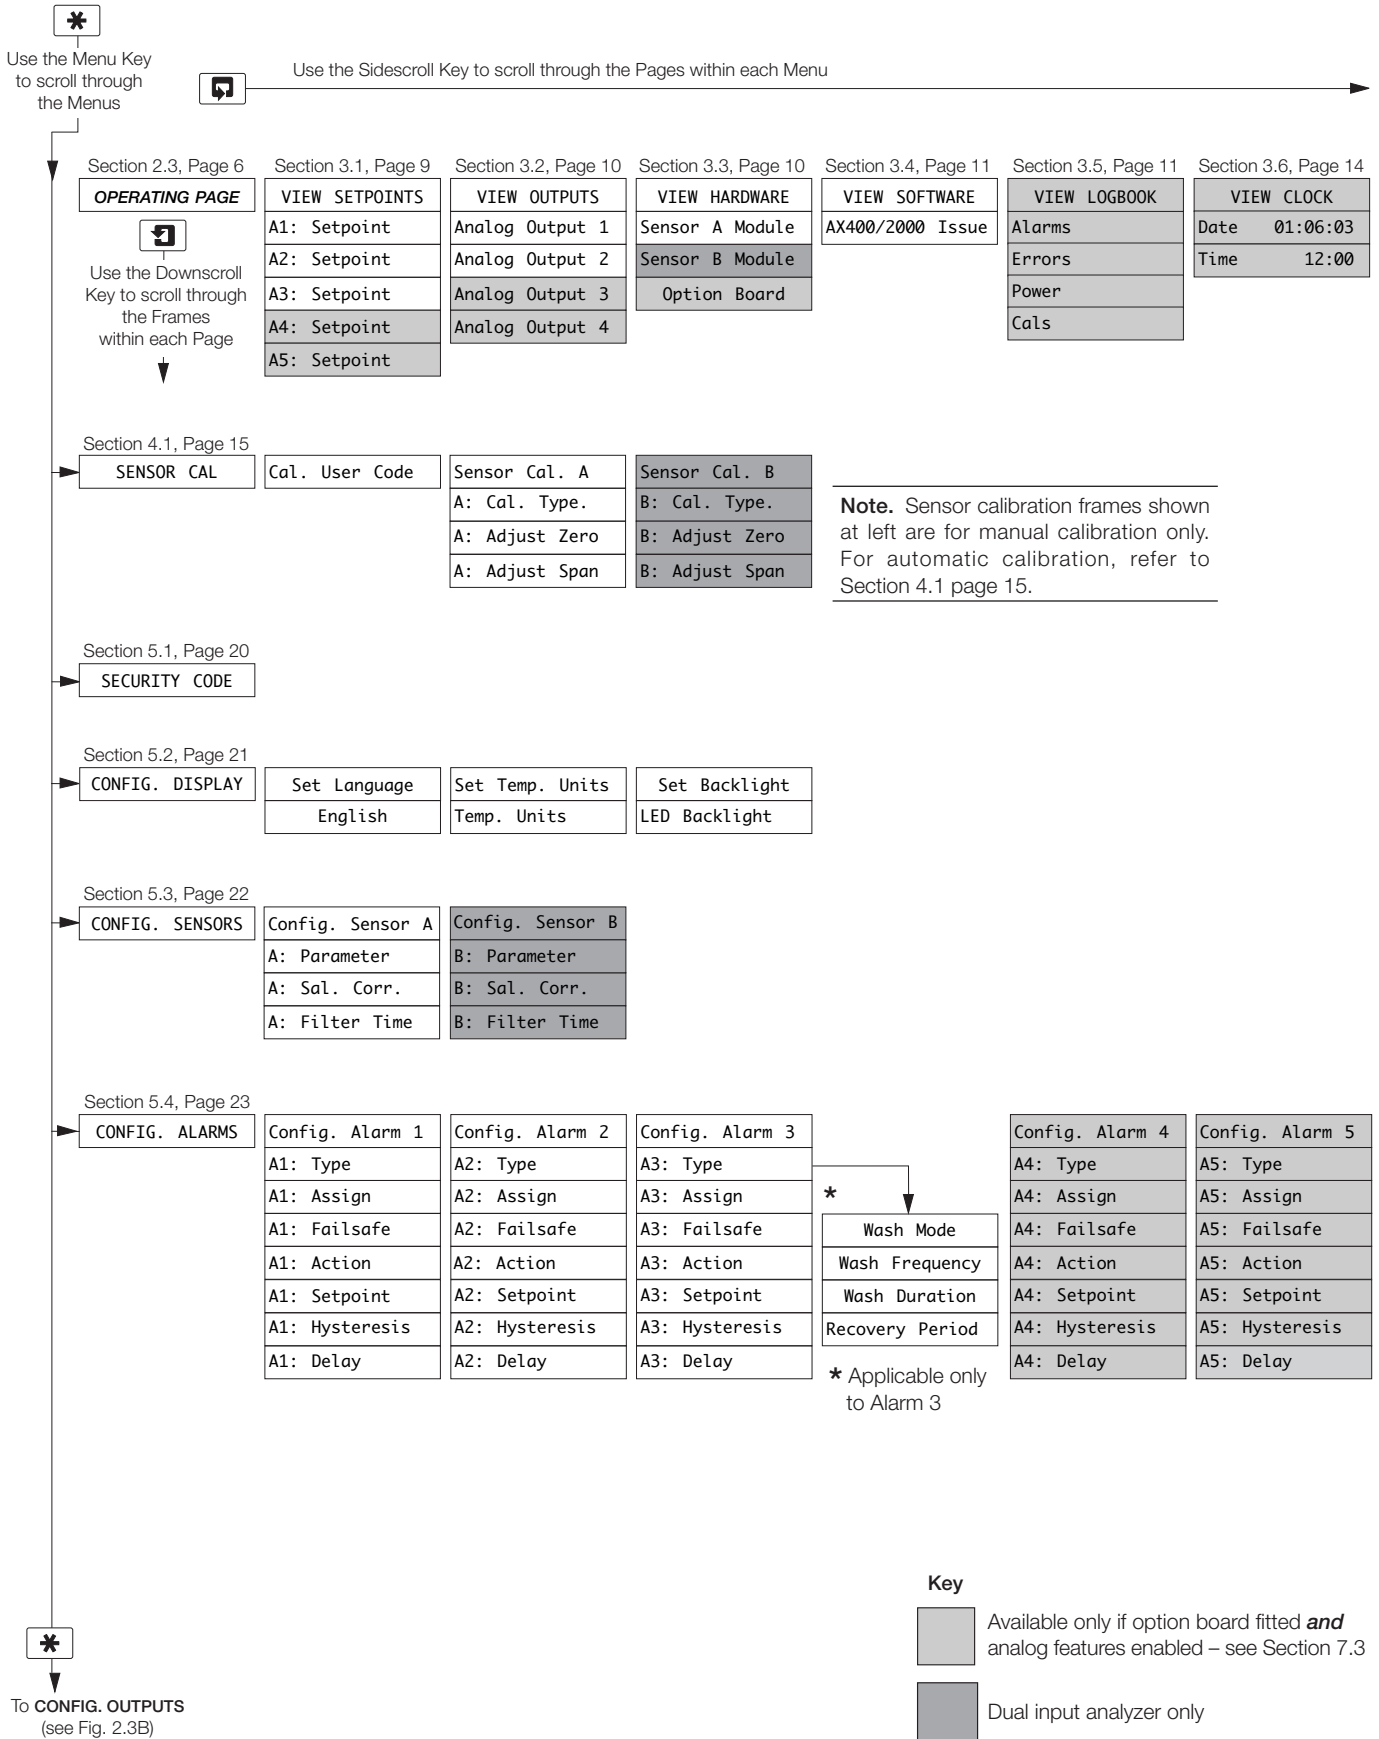 Use the Menu Key
to scroll through
the Menus
Use the Sidescroll Key to scroll through the Pages within each Menu
Section 2.3, Page 6
OPERATING PAGE
Use the Downscroll
Key to scroll through
the Frames
within each Page
Section 3.1, Page 9
VIEW SETPOINTS
A1: Setpoint
A2: Setpoint
A3: Setpoint
A4: Setpoint
A5: Setpoint
Section 3.2, Page 10
VIEW OUTPUTS
Analog Output 1
Analog Output 2
Analog Output 3
Analog Output 4
Section 3.3, Page 10
VIEW HARDWARE
Sensor A Module
Sensor B Module
Option Board
Section 3.4, Page 11
VIEW SOFTWARE
AX400/2000 Issue
Section 3.5, Page 11
VIEW LOGBOOK
Alarms
Errors
Power
Cals
Section 3.6, Page 14
VIEW CLOCK
Date 01:06:03
Time 12:00
Section 4.1, Page 15
SENSOR CAL
Cal. User Code
Sensor Cal. A
A: Cal. Type.
A: Adjust Zero
A: Adjust Span
Sensor Cal. B
B: Cal. Type.
B: Adjust Zero
B: Adjust Span
Note. Sensor calibration frames shown
at left are for manual calibration only.
For automatic calibration, refer to
Section 4.1 page 15.
Section 5.1, Page 20
SECURITY CODE
Section 5.2, Page 21
CONFIG. DISPLAY
Set Language
English
Set Temp. Units
Temp. Units
Set Backlight
LED Backlight
Section 5.3, Page 22
CONFIG. SENSORS
Config. Sensor A
A: Parameter
A: Sal. Corr.
A: Filter Time
Config. Sensor B
B: Parameter
B: Sal. Corr.
B: Filter Time
Section 5.4, Page 23
CONFIG. ALARMS
Config. Alarm 1
A1: Type
A1: Assign
A1: Failsafe
A1: Action
A1: Setpoint
A1: Hysteresis
A1: Delay
Config. Alarm 2
A2: Type
A2: Assign
A2: Failsafe
A2: Action
A2: Setpoint
A2: Hysteresis
A2: Delay
Config. Alarm 3
A3: Type
A3: Assign
A3: Failsafe
A3: Action
A3: Setpoint
A3: Hysteresis
A3: Delay
*
Wash Mode
Wash Frequency
Wash Duration
Recovery Period
* Applicable only
to Alarm 3
Config. Alarm 4
A4: Type
A4: Assign
A4: Failsafe
A4: Action
A4: Setpoint
A4: Hysteresis
A4: Delay
Config. Alarm 5
A5: Type
A5: Assign
A5: Failsafe
A5: Action
A5: Setpoint
A5: Hysteresis
A5: Delay
Key
Available only if option board fitted and
analog features enabled – see Section 7.3
Dual input analyzer only
To CONFIG. OUTPUTS
(see Fig. 2.3B)